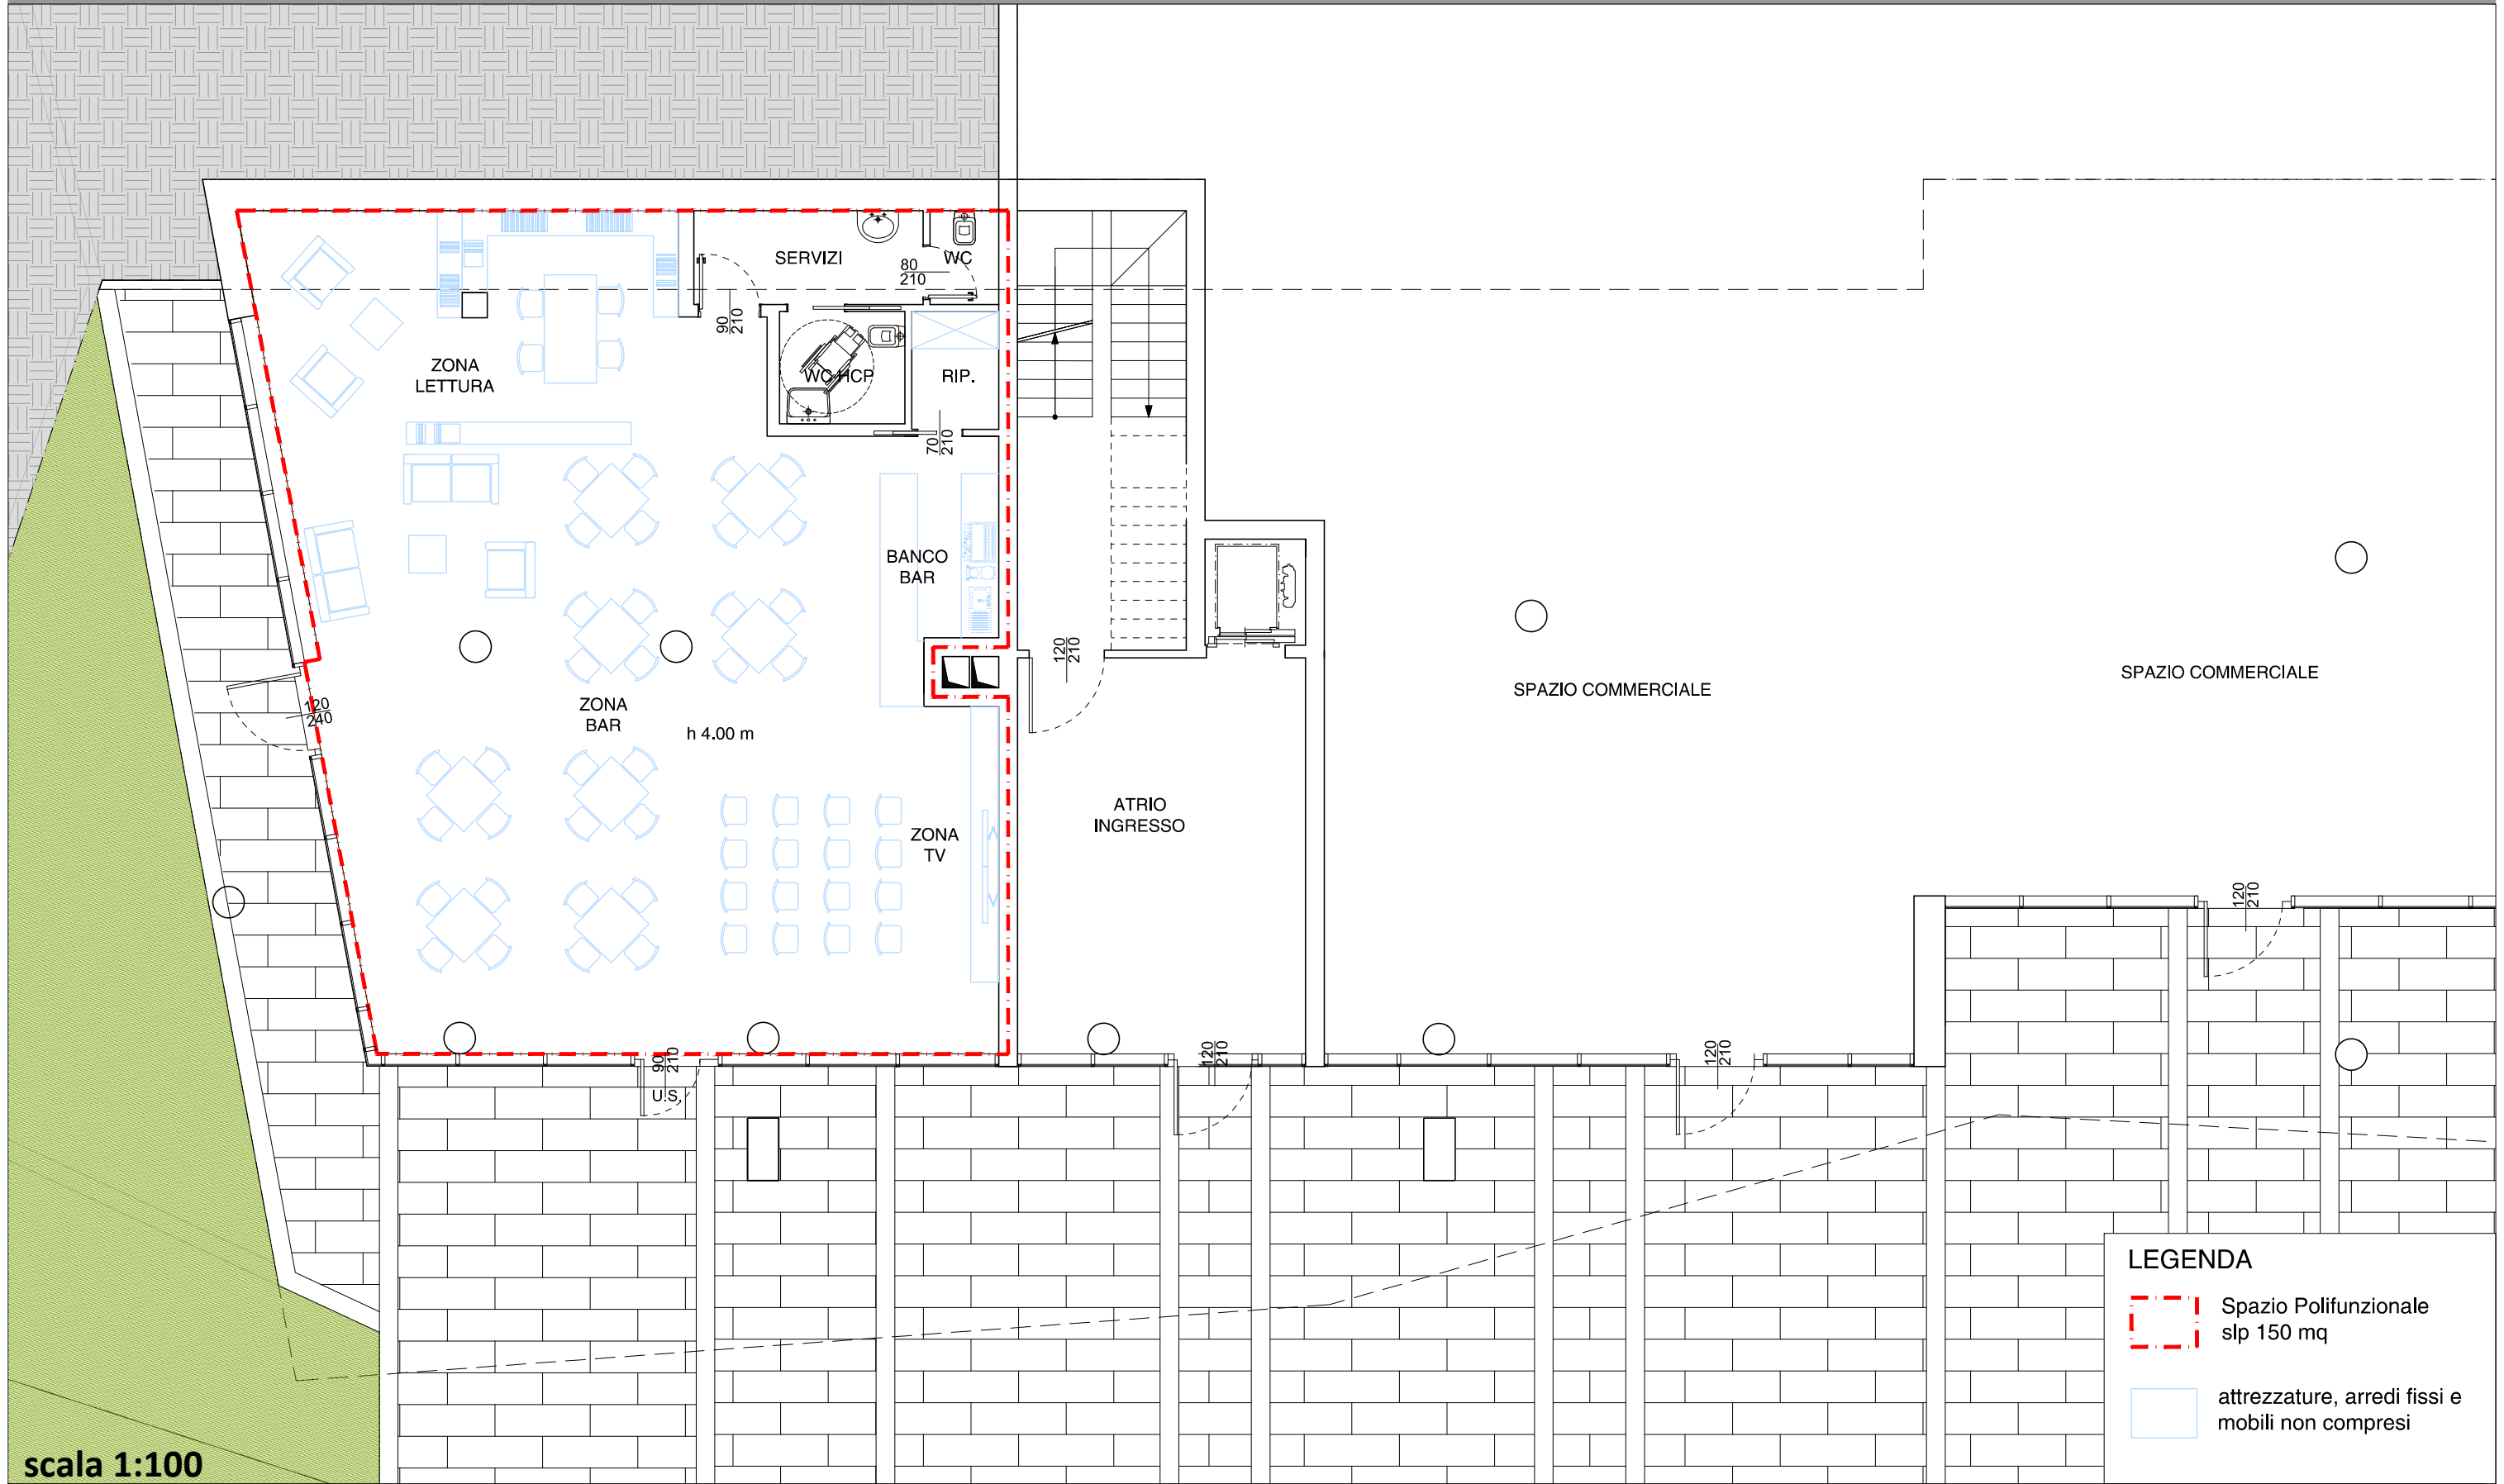 SERVIZI
WC
80
210
90
210
ZONA
LETTURA
WC HCP
RIP.
70
210
BANCO
BAR
120
210
SPAZIO COMMERCIALE
SPAZIO COMMERCIALE
120
240
ZONA
BAR
h 4.00 m
ATRIO
INGRESSO
ZONA
TV
120
210
90
210
U.S.
120
210
120
210
LEGENDA
Spazio Polifunzionale
slp 150 mq
attrezzature, arredi fissi e
mobili non compresi
scala 1:100